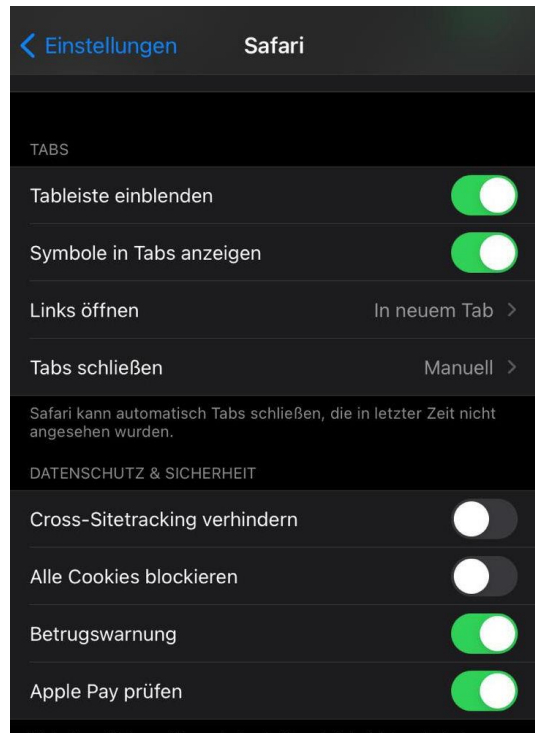 Einstellungen Safari
TABS
Tableiste einblenden
Symbole in Tabs anzeigen
Links öffnen In neuem Tab
Tabs schließen Manuell
Safari kann automatisch Tabs schließen, die in letzter Zeit nicht
angesehen wurden.
DATENSCHUTZ & SICHERHEIT
Cross-Sitetracking verhindern
Alle Cookies blockieren
Betrugswarnung
Apple Pay prüfen